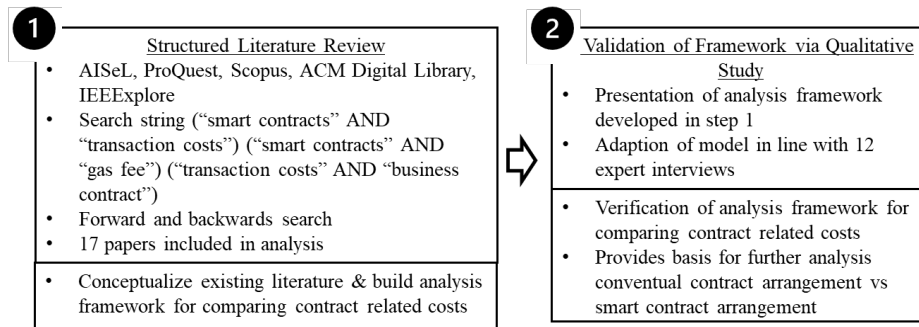 1
Structured Literature Review
• AISeL, ProQuest, Scopus, ACM Digital Library,
IEEExplore
• Search string (“smart contracts” AND
“transaction costs”) (“smart contracts” AND
“gas fee”) (“transaction costs” AND “business
contract”)
• Forward and backwards search
• 17 papers included in analysis
• Conceptualize existing literature & build analysis
framework for comparing contract related costs
2
Validation of Framework via Qualitative
Study
• Presentation of analysis framework
developed in step 1
• Adaption of model in line with 12
expert interviews
• Verification of analysis framework for
comparing contract related costs
• Provides basis for further analysis
conventual contract arrangement vs
smart contract arrangement